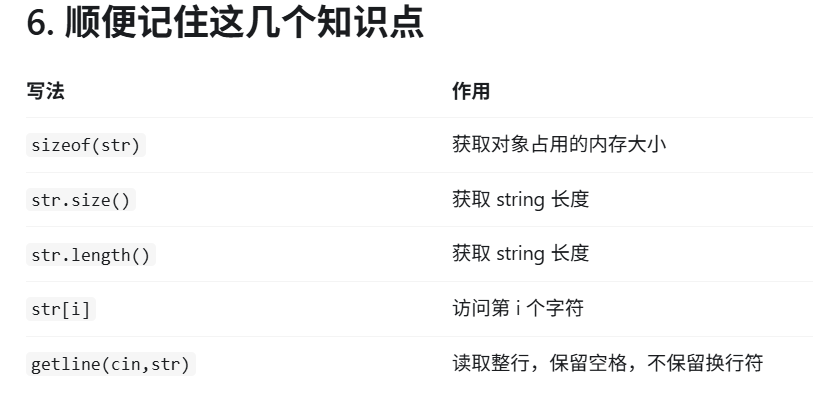 6. 顺便记住这几个知识点
写法 作用
sizeof(str) 获取对象占用的内存大小
str.size() 获取 string 长度
str.length() 获取 string 长度
str[i] 访问第 i 个字符
getline(cin,str) 读取整行，保留空格，不保留换行符